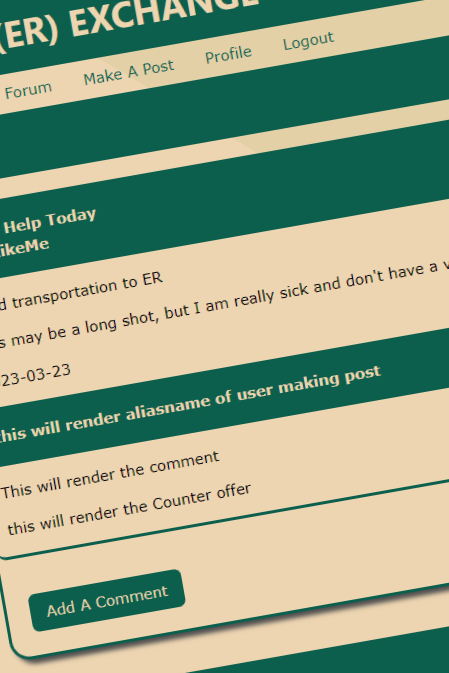 (ER) EXCHANGE
Forum Make A Post Profile Logout
Help Today
ikeMe
d transportation to ER
s may be a long shot, but I am really sick and don't have a v
23-03-23
this will render aliasname of user making post
This will render the comment
this will render the Counter offer
Add A Comment